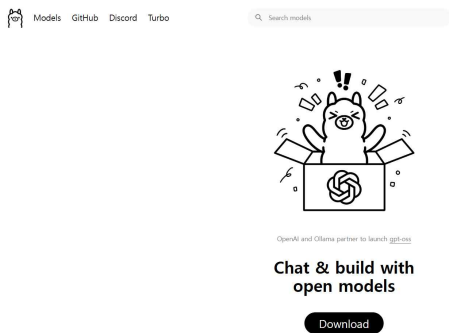 Models GitHub Discord Turbo
Search models
OpenAI and Ollama partner to launch gpt-oss
Chat & build with
open models
Download